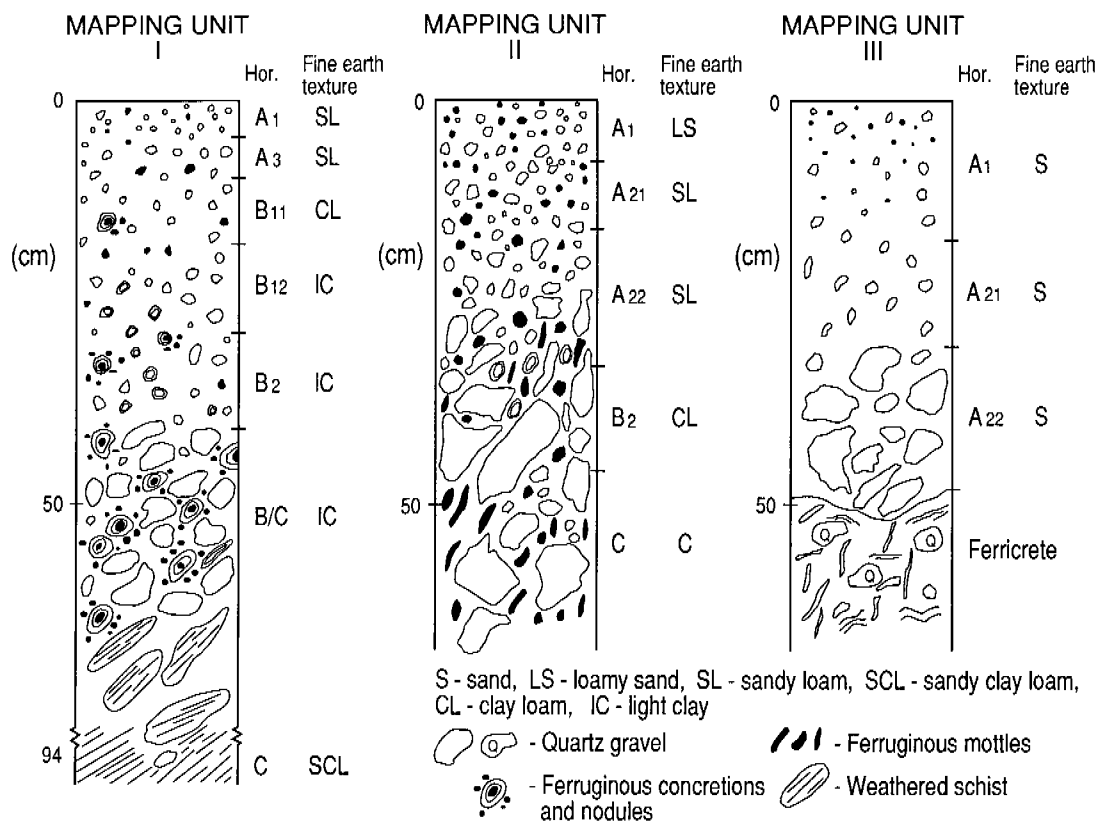 MAPPING UNIT
I
Hor. Fine earth
texture
0
A1 SL
A3 SL
B11 CL
(cm)
B12 IC
B2 IC
50
B/C IC
94
C SCL
MAPPING UNIT
II
Hor. Fine earth
texture
0
A1 LS
A21 SL
(cm)
A22 SL
B2 CL
50
C C
MAPPING UNIT
III
Hor. Fine earth
texture
0
A1 S
(cm)
A21 S
A22 S
50
Ferricrete
S - sand, LS - loamy sand, SL - sandy loam, SCL - sandy clay loam,
CL - clay loam, IC - light clay
- Quartz gravel
- Ferruginous mottles
- Ferruginous concretions
and nodules
- Weathered schist